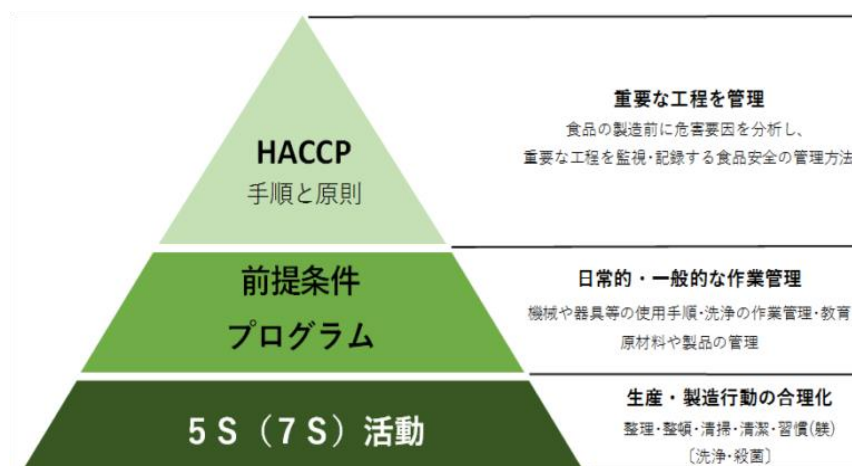 HACCP
手順と原則
重要な工程を管理
食品の製造前に危害要因を分析し、
重要な工程を監視・記録する食品安全の管理方法
前提条件
プログラム
日常的・一般的な作業管理
機械や器具等の使用手順・洗浄の作業管理・教育
原材料や製品の管理
5S（7S）活動
生産・製造行動の合理化
整理・整頓・清掃・清潔・習慣(躾)
〔洗浄・殺菌〕